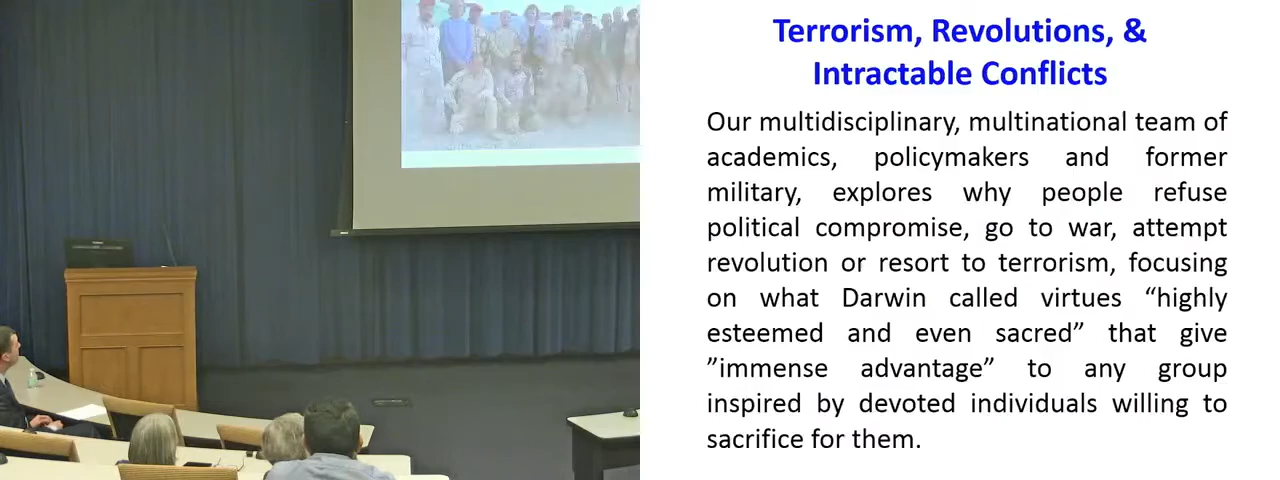 Terrorism, Revolutions, &
Intractable Conflicts
Our multidisciplinary, multinational team of
academics, policymakers and former
military, explores why people refuse
political compromise, go to war, attempt
revolution or resort to terrorism, focusing
on what Darwin called virtues “highly
esteemed and even sacred” that give
”immense advantage” to any group
inspired by devoted individuals willing to
sacrifice for them.